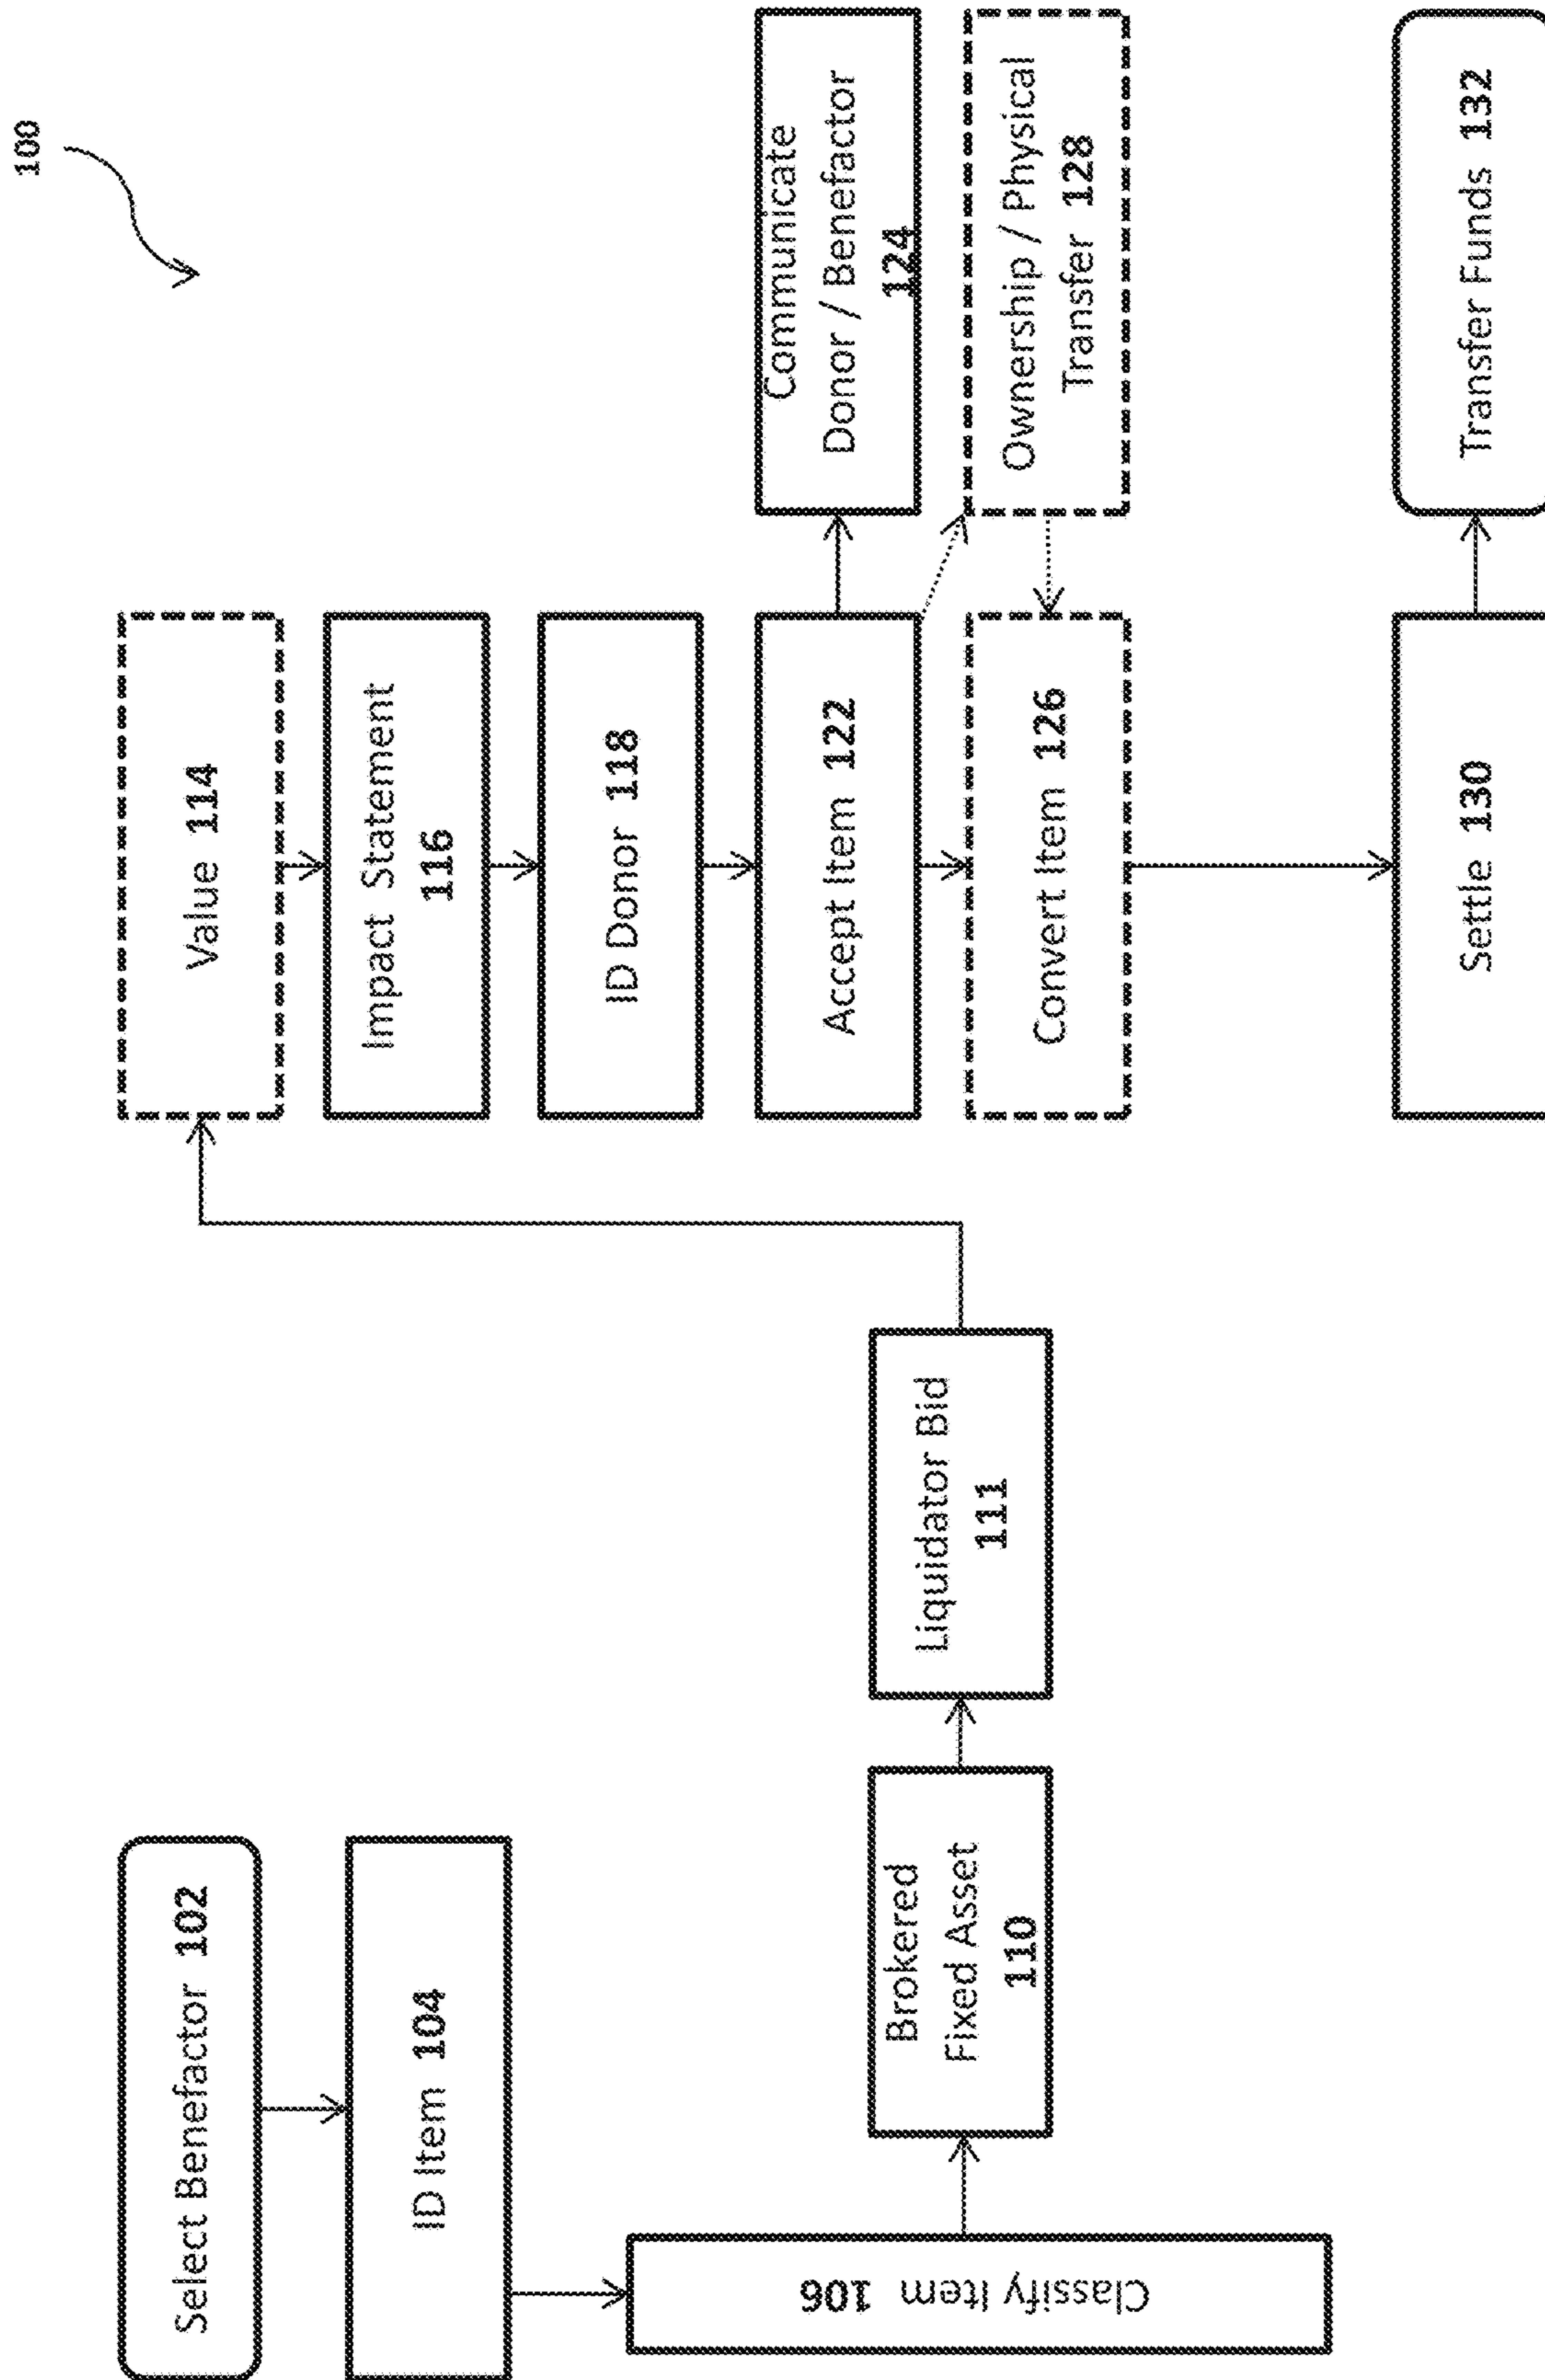 100
Select Benefactor 102
ID Item 104
Classify Item 106
Brokered
Fixed Asset
110
Liquidator Bid
111
Value 114
Impact Statement
116
ID Donor 118
Accept Item 122
Communicate
Donor / Benefactor
124
Convert Item 126
Ownership / Physical
Transfer 128
Settle 130
Transfer Funds 132